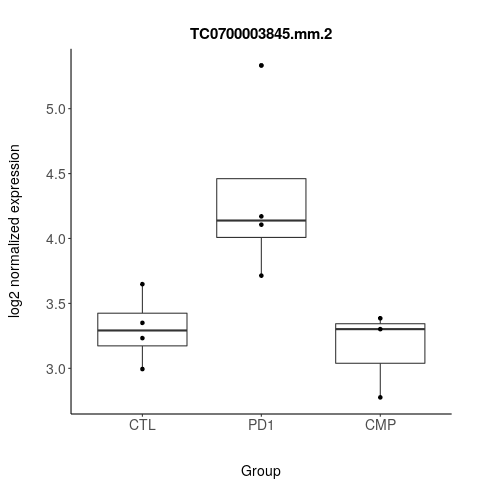 TC0700003845.mm.2
log2 normalized expression
5.0
4.5
4.0
3.5
3.0
CTL PD1 CMP
Group